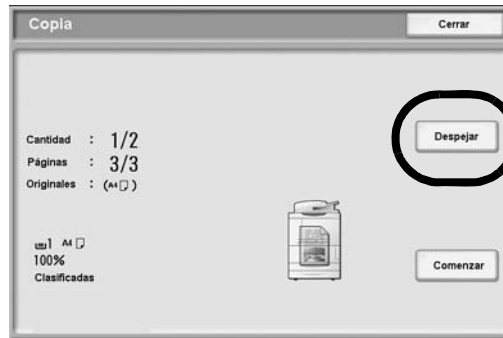 Copia
Cerrar
Despejar
Cantidad : 1/2
Páginas : 3/3
Originales : (A4)
1 A4
100%
Clasificadas
Comenzar